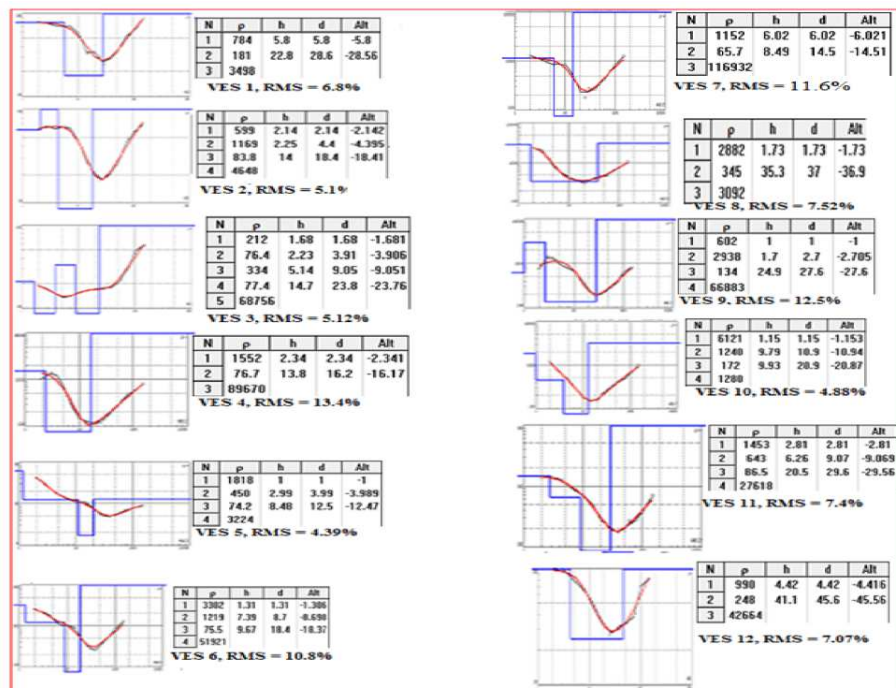 N ρ h d Alt
1 784 5.8 5.8 -5.8
2 181 22.8 28.6 -28.56
3 3498
VES 1, RMS = 6.8%
N ρ h d Alt
1 599 2.14 2.14 -2.142
2 1169 2.25 4.4 -4.395
3 83.8 14 18.4 -18.41
4 4648
VES 2, RMS = 5.1%
N ρ h d Alt
1 212 1.68 1.68 -1.681
2 76.4 2.23 3.91 -3.906
3 334 5.14 9.05 -9.051
4 77.4 14.7 23.8 -23.76
5 68756
VES 3, RMS = 5.12%
N ρ h d Alt
1 1552 2.34 2.34 -2.341
2 76.7 13.8 16.2 -16.17
3 89670
VES 4, RMS = 13.4%
N ρ h d Alt
1 1818 1 1 -1
2 450 2.99 3.99 -3.989
3 74.2 8.48 12.5 -12.47
4 3224
VES 5, RMS = 4.39%
N ρ h d Alt
1 3302 1.31 1.31 -1.306
2 1219 7.39 8.7 -8.698
3 75.5 9.67 18.4 -18.37
4 51921
VES 6, RMS = 10.8%
N ρ h d Alt
1 1152 6.02 6.02 -6.021
2 65.7 8.49 14.5 -14.51
3 116932
VES 7, RMS = 11.6%
N ρ h d Alt
1 2882 1.73 1.73 -1.73
2 345 35.3 37 -36.9
3 3092
VES 8, RMS = 7.52%
N ρ h d Alt
1 602 1 1 -1
2 2938 1.7 2.7 -2.705
3 134 24.9 27.6 -27.6
4 66883
VES 9, RMS = 12.5%
N ρ h d Alt
1 6121 1.15 1.15 -1.153
2 1240 9.79 10.9 -10.94
3 172 9.93 20.9 -20.87
4 1280
VES 10, RMS = 4.88%
N ρ h d Alt
1 1453 2.81 2.81 -2.81
2 643 6.26 9.07 -9.069
3 86.5 20.5 29.6 -29.56
4 27618
VES 11, RMS = 7.4%
N ρ h d Alt
1 990 4.42 4.42 -4.416
2 248 41.1 45.6 -45.56
3 42664
VES 12, RMS = 7.07%